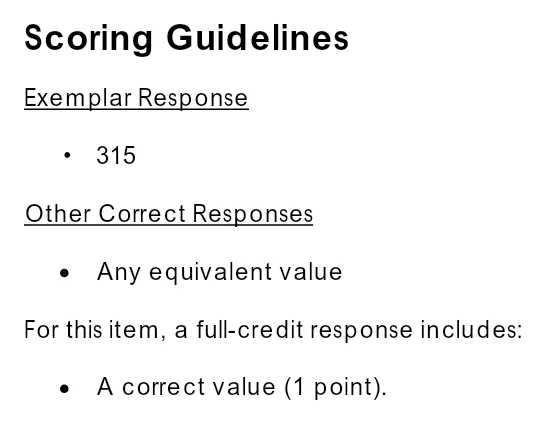 Scoring Guidelines
Exemplar Response
• 315
Other Correct Responses
• Any equivalent value
For this item, a full-credit response includes:
• A correct value (1 point).